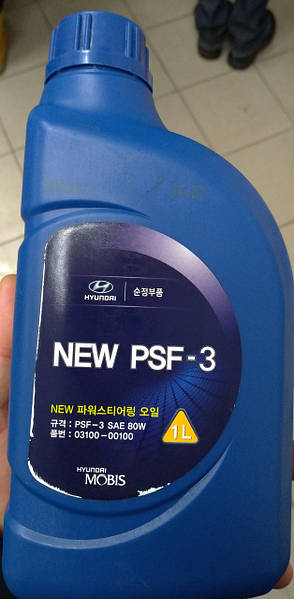 HYUNDAI
순정부품
NEW PSF-3
NEW 파워스티어링 오일
규격 : PSF-3 SAE 80W
품번 : 03100-00100
1L
HYUNDAI
MOBIS